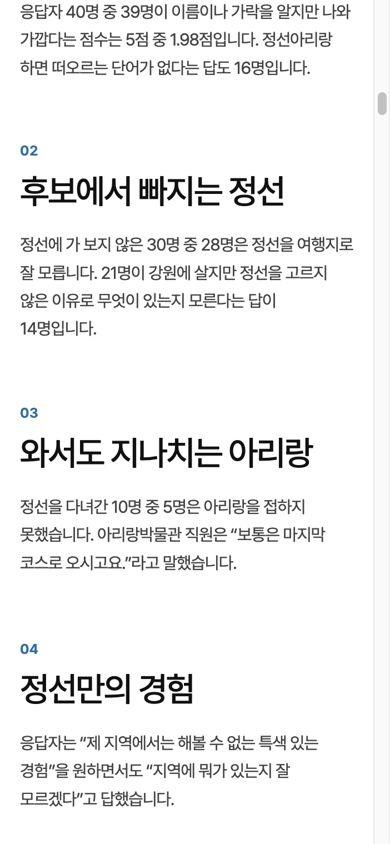 응답자 40명 중 39명이 이름이나 가락을 알지만 나와
가깝다는 점수는 5점 중 1.98점입니다. 정선아리랑
하면 떠오르는 단어가 없다는 답도 16명입니다.
02
후보에서 빠지는 정선
정선에 가 보지 않은 30명 중 28명은 정선을 여행지로
잘 모릅니다. 21명이 강원에 살지만 정선을 고르지
않은 이유로 무엇이 있는지 모른다는 답이
14명입니다.
03
와서도 지나치는 아리랑
정선을 다녀간 10명 중 5명은 아리랑을 접하지
못했습니다. 아리랑박물관 직원은 “보통은 마지막
코스로 오시고요.”라고 말했습니다.
04
정선만의 경험
응답자는 “제 지역에서는 해볼 수 없는 특색 있는
경험”을 원하면서도 “지역에 뭐가 있는지 잘
모르겠다”고 답했습니다.